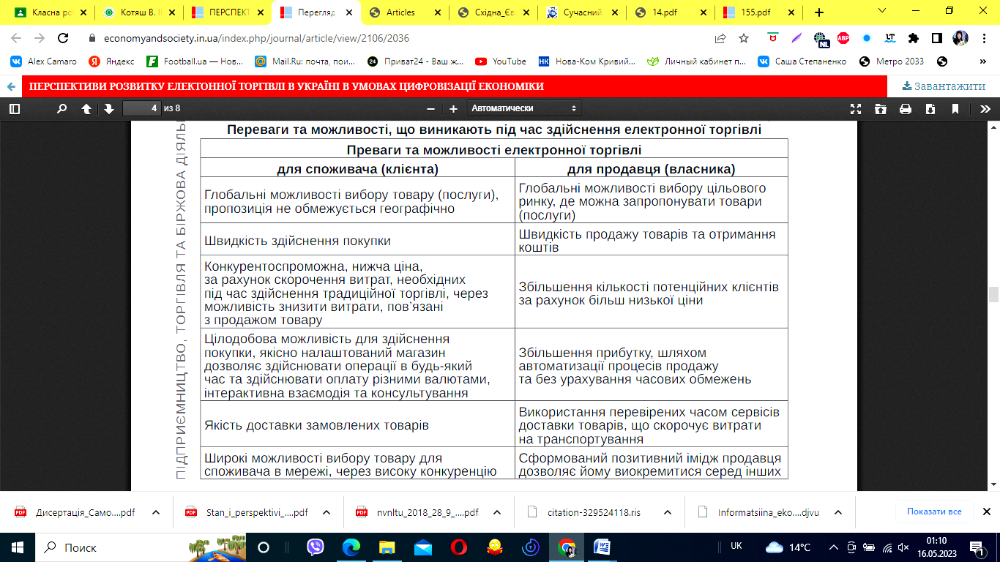 Класна ро
Котяш В. І
ПЕРСПЕКТ
Перегляд
Articles
Східна_Єв
Сучасний
14.pdf
155.pdf
economyandsociety.in.ua/index.php/journal/article/view/2106/2036
Alex Camaro
Яндекс
Football.ua — Нов...
Mail.Ru: почта, пои...
Приват24 - Ваш ж...
YouTube
Нова-Ком Кривий...
Личный кабинет п...
Саша Степаненко
Метро 2033
»
ПЕРСПЕКТИВИ РОЗВИТКУ ЕЛЕКТОННОЇ ТОРГІВЛІ В УКРАЇНІ В УМОВАХ ЦИФРОВІЗАЦІЇ ЕКОНОМІКИ
Завантажити
4 из 8
Автоматически
ПІДПРИЄМНИЦТВО, ТОРГІВЛЯ ТА БІРЖОВА ДІЯЛЬ
Переваги та можливості, що виникають під час здійснення електронної торгівлі
Преваги та можливості електронної торгівлі
для споживача (клієнта)
для продавця (власника)
Глобальні можливості вибору товару (послуги),
пропозиція не обмежується географічно
Глобальні можливості вибору цільового
ринку, де можна запропонувати товари
(послуги)
Швидкість здійснення покупки
Швидкість продажу товарів та отримання
коштів
Конкурентоспроможна, нижча ціна,
за рахунок скорочення витрат, необхідних
під час здійснення традиційної торгівлі, через
можливість знизити витрати, пов’язані
з продажом товару
Збільшення кількості потенційних клієнтів
за рахунок більш низької ціни
Цілодобова можливість для здійснення
покупки, якісно налаштований магазин
дозволяє здійснювати операції в будь-який
час та здійснювати оплату різними валютами,
інтерактивна взаємодія та консультування
Збільшення прибутку, шляхом
автоматизації процесів продажу
та без урахування часових обмежень
Якість доставки замовлених товарів
Використання перевірених часом сервісів
доставки товарів, що скорочує витрати
на транспортування
Широкі можливості вибору товару для
споживача в мережі, через високу конкуренцію
Сформований позитивний імідж продавця
дозволяє йому виокремитися серед інших
Дисертація_Само....pdf
Stan_i_perspektivi_....pdf
nvnltu_2018_28_9_....pdf
citation-329524118.ris
Informatsiina_eko....djvu
Показати все
Поиск
UK
14°C
01:10
16.05.2023